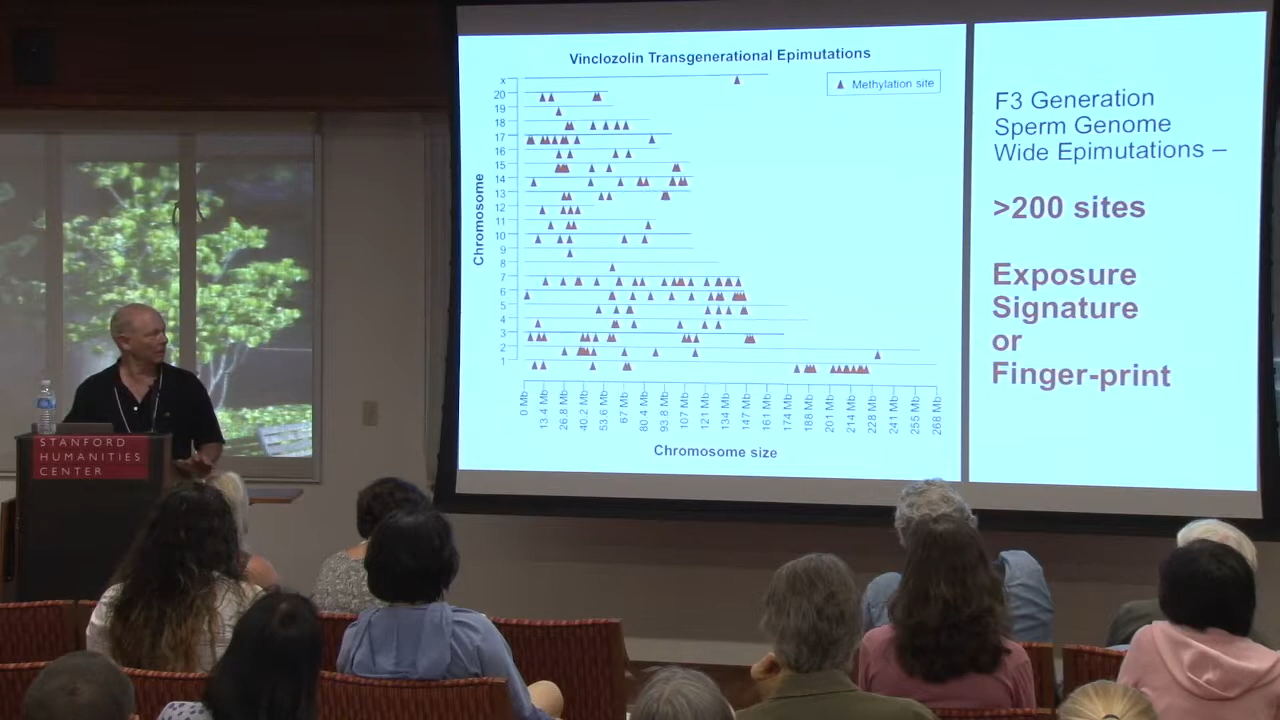 Vinclozolin Transgenerational Epimutations
Methylation site
Chromosome
x
20
19
18
17
16
15
14
13
12
11
10
9
8
7
6
5
4
3
2
1
0 Mb
13.4 Mb
26.8 Mb
40.2 Mb
53.6 Mb
67 Mb
80.4 Mb
93.8 Mb
107 Mb
121 Mb
134 Mb
147 Mb
161 Mb
174 Mb
188 Mb
201 Mb
214 Mb
228 Mb
241 Mb
255 Mb
268 Mb
Chromosome size
F3 Generation
Sperm Genome
Wide Epimutations –
>200 sites
Exposure
Signature
or
Finger-print
STANFORD
HUMANITIES
CENTER